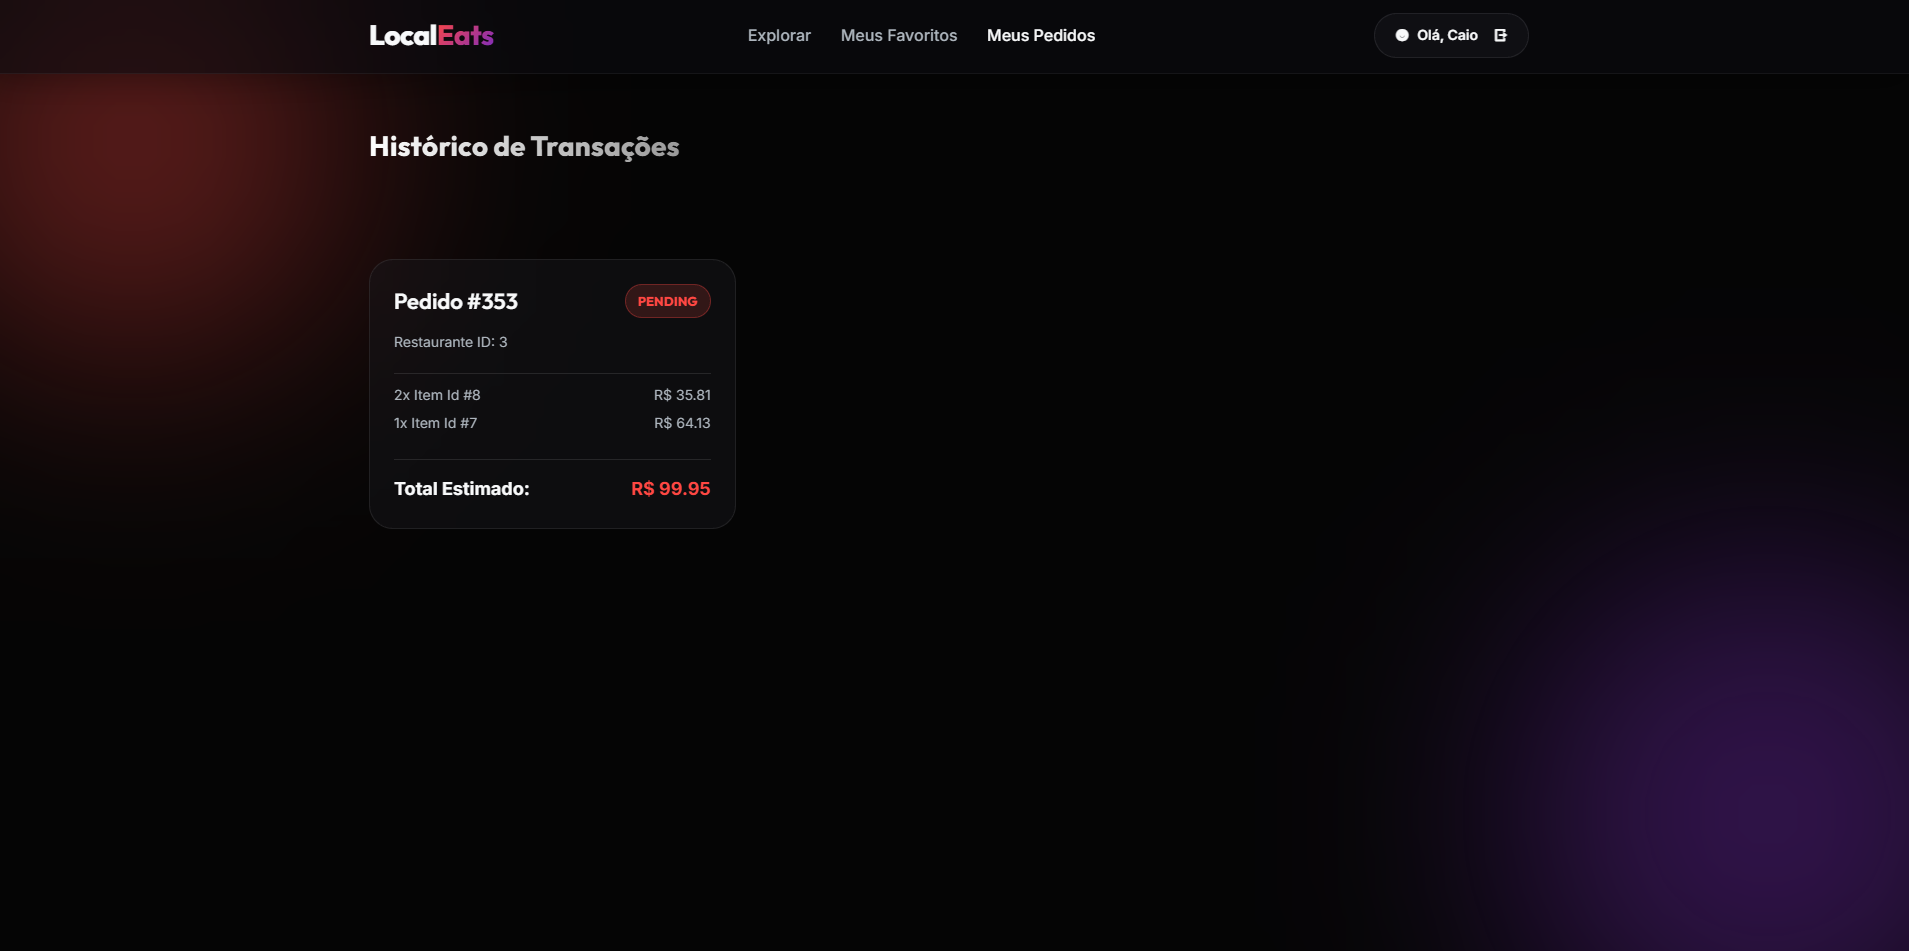 LocalEats
Explorar Meus Favoritos Meus Pedidos
Olá, Caio
Histórico de Transações
Pedido #353 PENDING
Restaurante ID: 3
2x Item Id #8 R$ 35.81
1x Item Id #7 R$ 64.13
Total Estimado: R$ 99.95